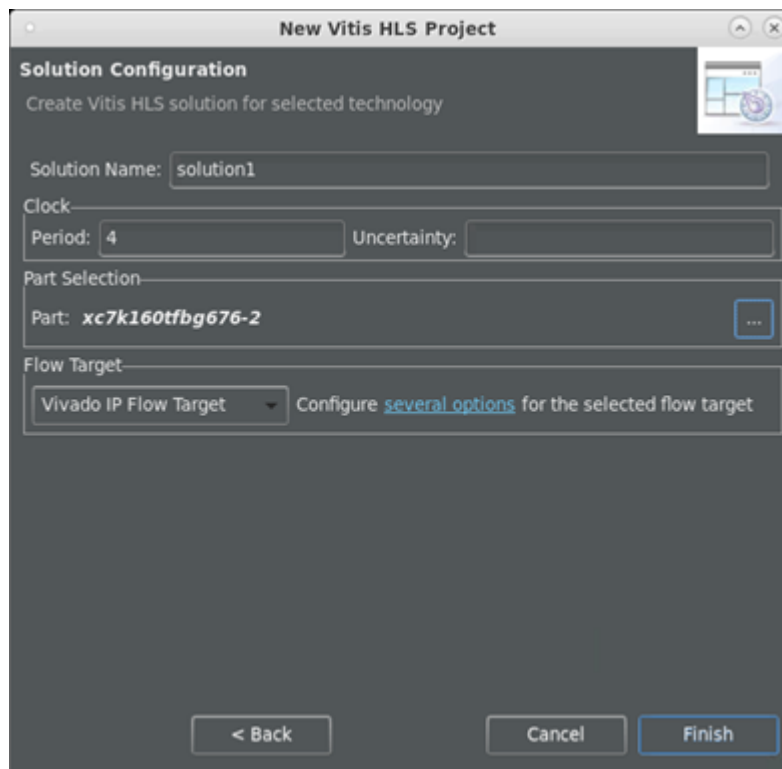 New Vitis HLS Project
Solution Configuration
Create Vitis HLS solution for selected technology
Solution Name: solution1
Clock
Period: 4 Uncertainty:
Part Selection
Part: xc7k160tfbg676-2 ...
Flow Target
Vivado IP Flow Target Configure several options for the selected flow target
< Back Cancel Finish